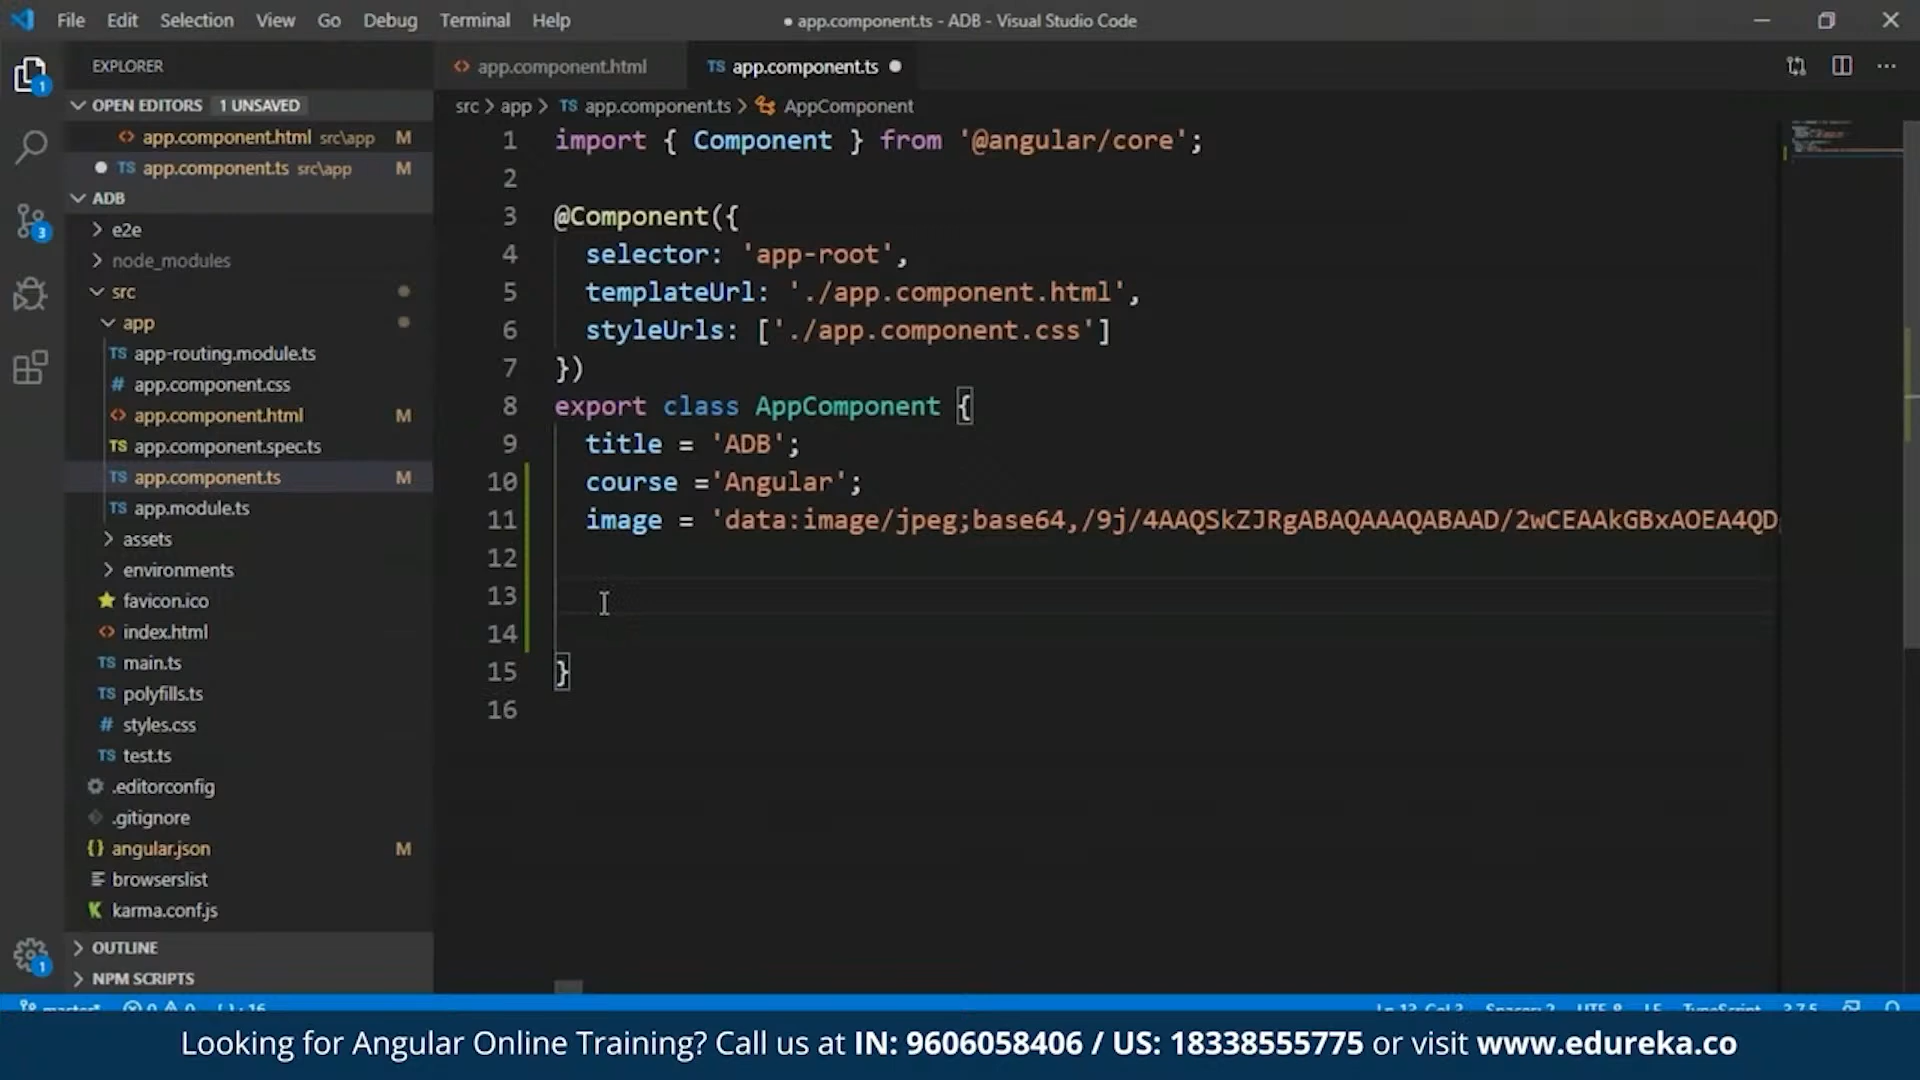 File Edit Selection View Go Debug Terminal Help
● app.component.ts - ADB - Visual Studio Code
EXPLORER
OPEN EDITORS 1 UNSAVED
app.component.html src\app M
TS app.component.ts src\app M
ADB
e2e
node_modules
src
app
TS app-routing.module.ts
# app.component.css
app.component.html M
TS app.component.spec.ts
TS app.component.ts M
TS app.module.ts
assets
environments
favicon.ico
index.html
TS main.ts
TS polyfills.ts
# styles.css
TS test.ts
.editorconfig
.gitignore
{} angular.json M
browserslist
K karma.conf.js
OUTLINE
NPM SCRIPTS
1
3
1
app.component.html
TS app.component.ts
src > app > TS app.component.ts > AppComponent
1 import { Component } from '@angular/core';
2
3 @Component({
4 selector: 'app-root',
5 templateUrl: './app.component.html',
6 styleUrls: ['./app.component.css']
7 })
8 export class AppComponent {
9 title = 'ADB';
10 course ='Angular';
11 image = 'data:image/jpeg;base64,/9j/4AAQSkZJRgABAQAAAQABAAD/2wCEAAkGBxAOEA4QD
12
13
14
15 }
16
Looking for Angular Online Training? Call us at IN: 9606058406 / US: 18338555775 or visit www.edureka.co